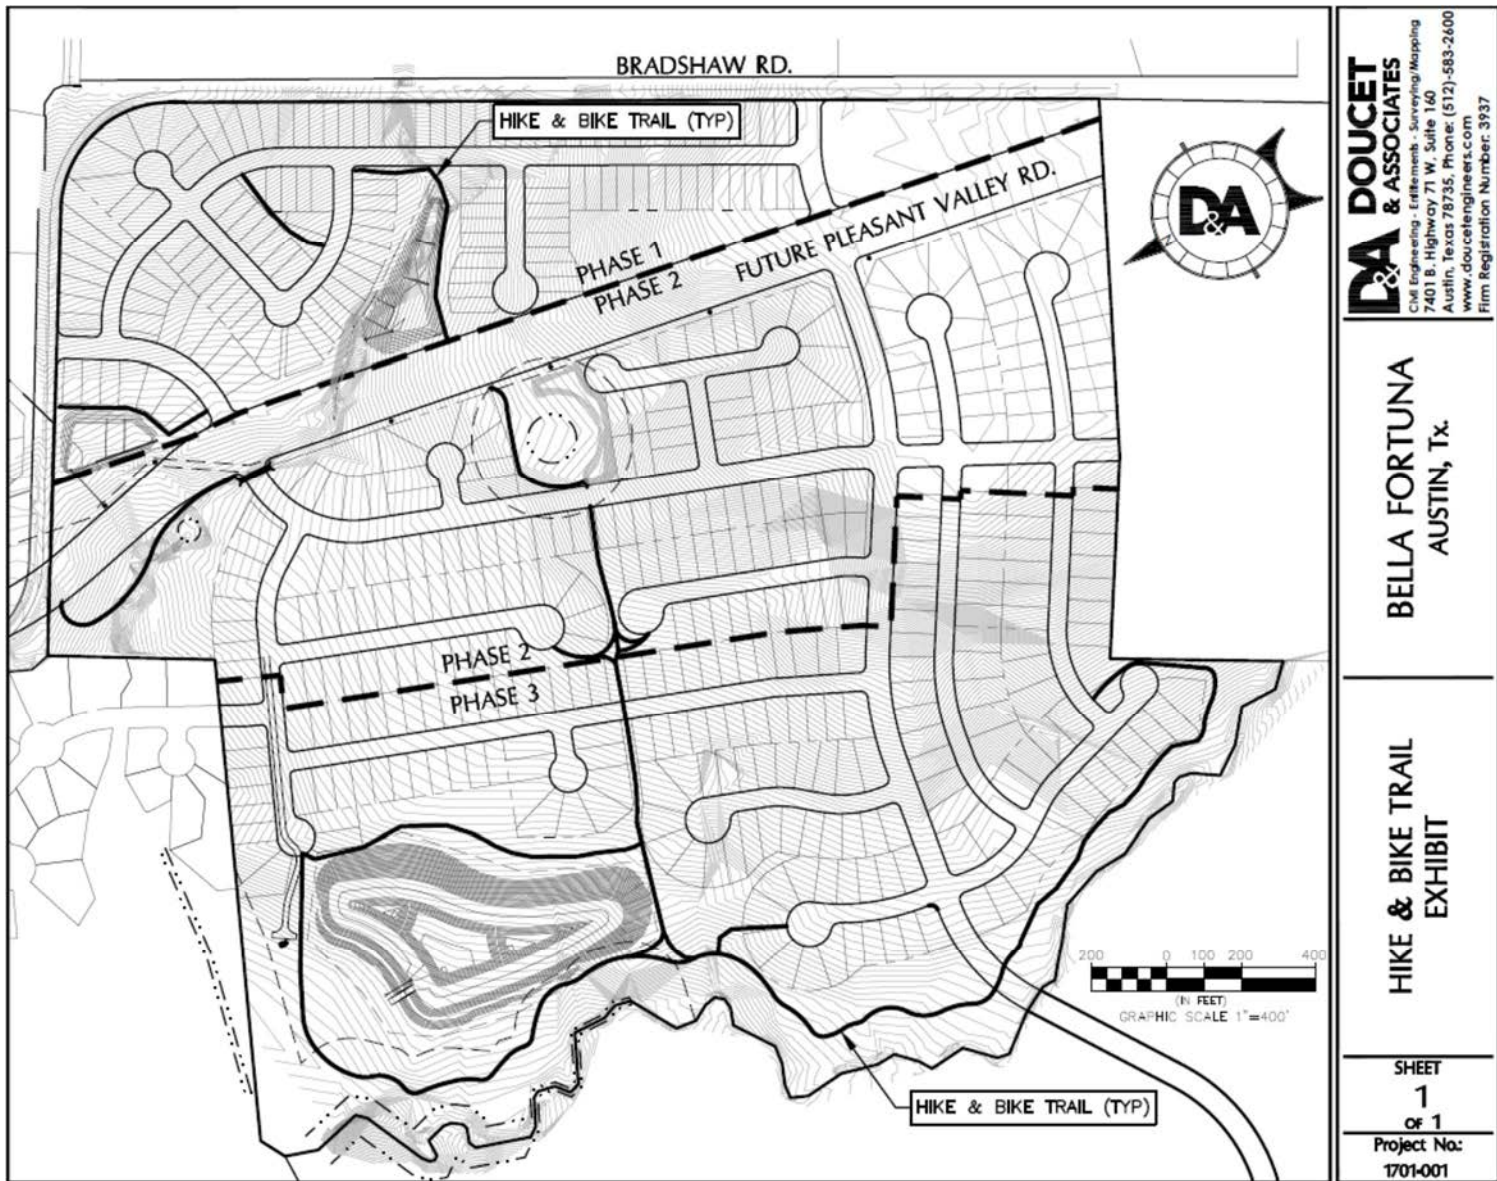 BRADSHAW RD.
HIKE & BIKE TRAIL (TYP)
PHASE 1
PHASE 2
FUTURE PLEASANT VALLEY RD.
D&A
PHASE 2
PHASE 3
200 0 100 200 400
(IN FEET)
GRAPHIC SCALE 1"=400'
HIKE & BIKE TRAIL (TYP)
D&A DOUCET
& ASSOCIATES
Civil Engineering - Entitlements - Surveying/Mapping
7401 B. Highway 71 W, Suite 160
Austin, Texas 78735, Phone: (512)-583-2600
www.doucetengineers.com
Firm Registration Number: 3937
BELLA FORTUNA
AUSTIN, Tx.
HIKE & BIKE TRAIL
EXHIBIT
SHEET
1
OF 1
Project No.:
1701-001